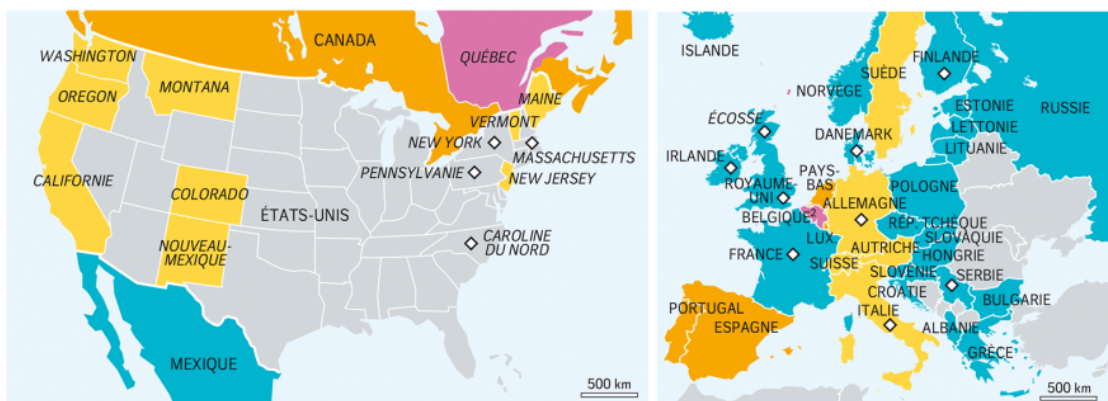 CANADA
QUÉBEC
WASHINGTON
MONTANA
OREGON
MAINE
VERMONT
NEW YORK
MASSACHUSETTS
PENNSYLVANIE
NEW JERSEY
CALIFORNIE
COLORADO
ÉTATS-UNIS
NOUVEAU-
MEXIQUE
CAROLINE
DU NORD
MEXIQUE
500 km
ISLANDE
FINLANDE
SUÈDE
NORVÈGE
RUSSIE
ESTONIE
ÉCOSSE
DANEMARK
LETTONIE
LITUANIE
IRLANDE
PAYS-
BAS
ROYAUME-
UNI
POLOGNE
ALLEMAGNE
BELGIQUE²
RÉP. TCHÈQUE
LUX.
SLOVAQUIE
FRANCE
AUTRICHE
HONGRIE
SUISSE
SLOVÉNIE
SERBIE
CROATIE
BULGARIE
PORTUGAL
ITALIE
ESPAGNE
ALBANIE
GRÈCE
500 km